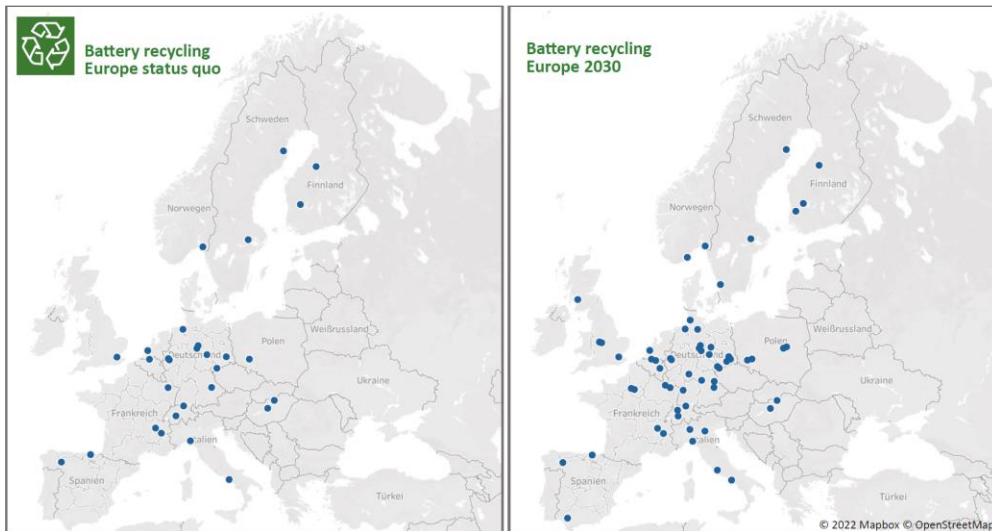 Battery recycling
Europe status quo
Schweden
Finnland
Norwegen
Weißrussland
Polen
Deutschland
Ukraine
Frankreich
Italien
Spanien
Türkei
Battery recycling
Europe 2030
Schweden
Finnland
Norwegen
Weißrussland
Polen
Deutschland
Ukraine
Frankreich
Italien
Spanien
Türkei
© 2022 Mapbox © OpenStreetMap